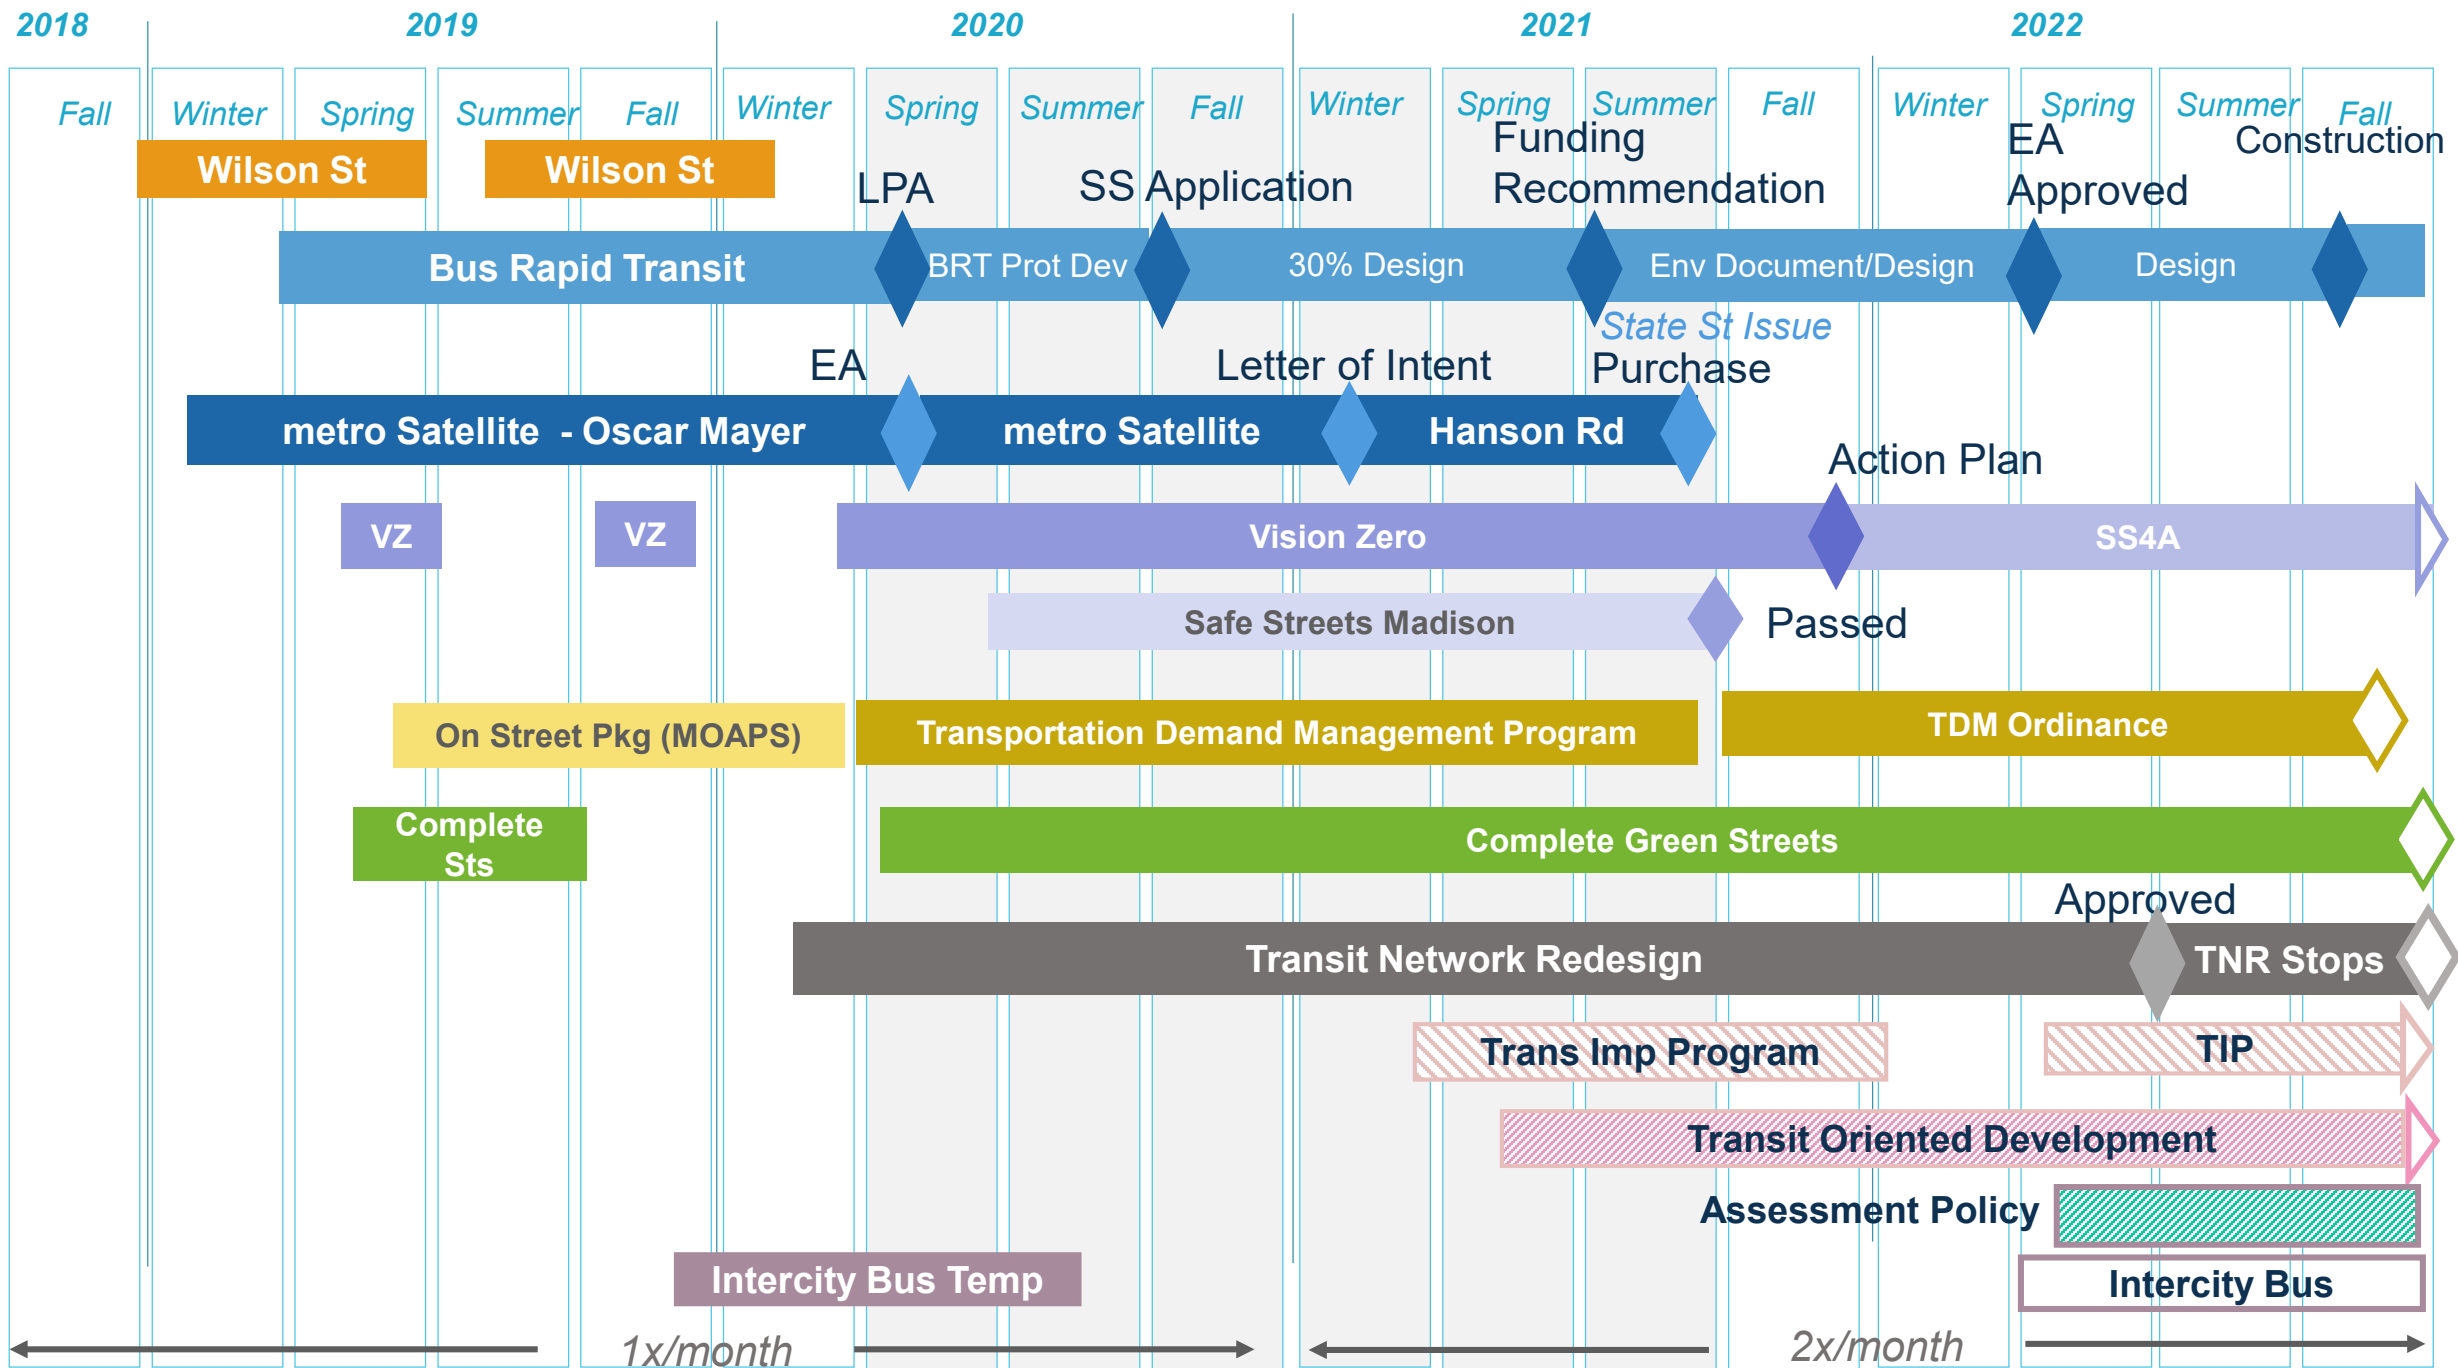 2018
2019
2020
2021
2022
Fall
Winter
Spring
Summer
Fall
Winter
Spring
Summer
Fall
Winter
Spring
Summer
Fall
Winter
Spring
Summer
Fall
Wilson St
Wilson St
LPA
SS Application
Funding
Recommendation
EA
Approved
Construction
Bus Rapid Transit
BRT Prot Dev
30% Design
Env Document/Design
Design
State St Issue
EA
Letter of Intent
Purchase
metro Satellite - Oscar Mayer
metro Satellite
Hanson Rd
Action Plan
VZ
VZ
Vision Zero
SS4A
Safe Streets Madison
Passed
On Street Pkg (MOAPS)
Transportation Demand Management Program
TDM Ordinance
Complete
Sts
Complete Green Streets
Approved
Transit Network Redesign
TNR Stops
Trans Imp Program
TIP
Transit Oriented Development
Assessment Policy
Intercity Bus Temp
Intercity Bus
1x/month
2x/month